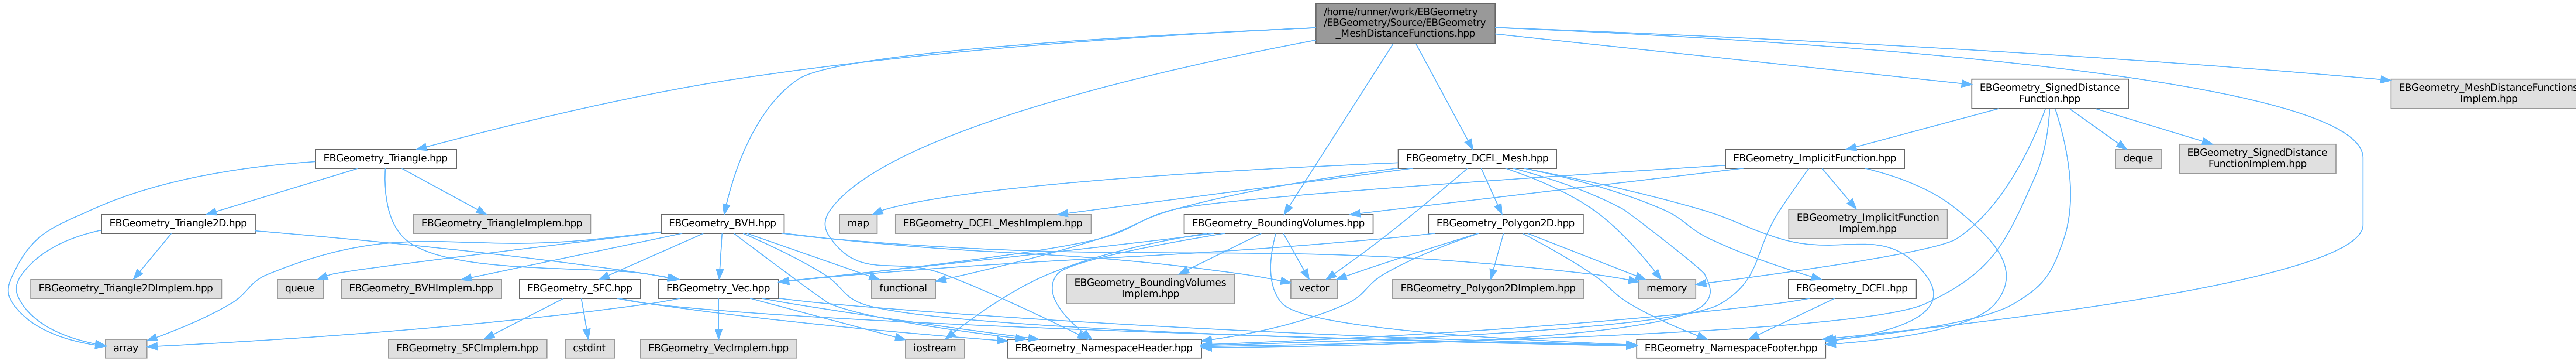 /home/runner/work/EBGeometry
/EBGeometry/Source/EBGeometry
_MeshDistanceFunctions.hpp
EBGeometry_SignedDistance
Function.hpp
EBGeometry_MeshDistanceFunctions
Implem.hpp
EBGeometry_Triangle.hpp
EBGeometry_DCEL_Mesh.hpp
EBGeometry_ImplicitFunction.hpp
deque
EBGeometry_SignedDistance
FunctionImplem.hpp
EBGeometry_Triangle2D.hpp
EBGeometry_TriangleImplem.hpp
EBGeometry_BVH.hpp
map
EBGeometry_DCEL_MeshImplem.hpp
EBGeometry_BoundingVolumes.hpp
EBGeometry_Polygon2D.hpp
EBGeometry_ImplicitFunction
Implem.hpp
EBGeometry_Triangle2DImplem.hpp
queue
EBGeometry_BVHImplem.hpp
EBGeometry_SFC.hpp
EBGeometry_Vec.hpp
functional
EBGeometry_BoundingVolumes
Implem.hpp
vector
EBGeometry_Polygon2DImplem.hpp
memory
EBGeometry_DCEL.hpp
array
EBGeometry_SFCImplem.hpp
cstdint
EBGeometry_VecImplem.hpp
iostream
EBGeometry_NamespaceHeader.hpp
EBGeometry_NamespaceFooter.hpp